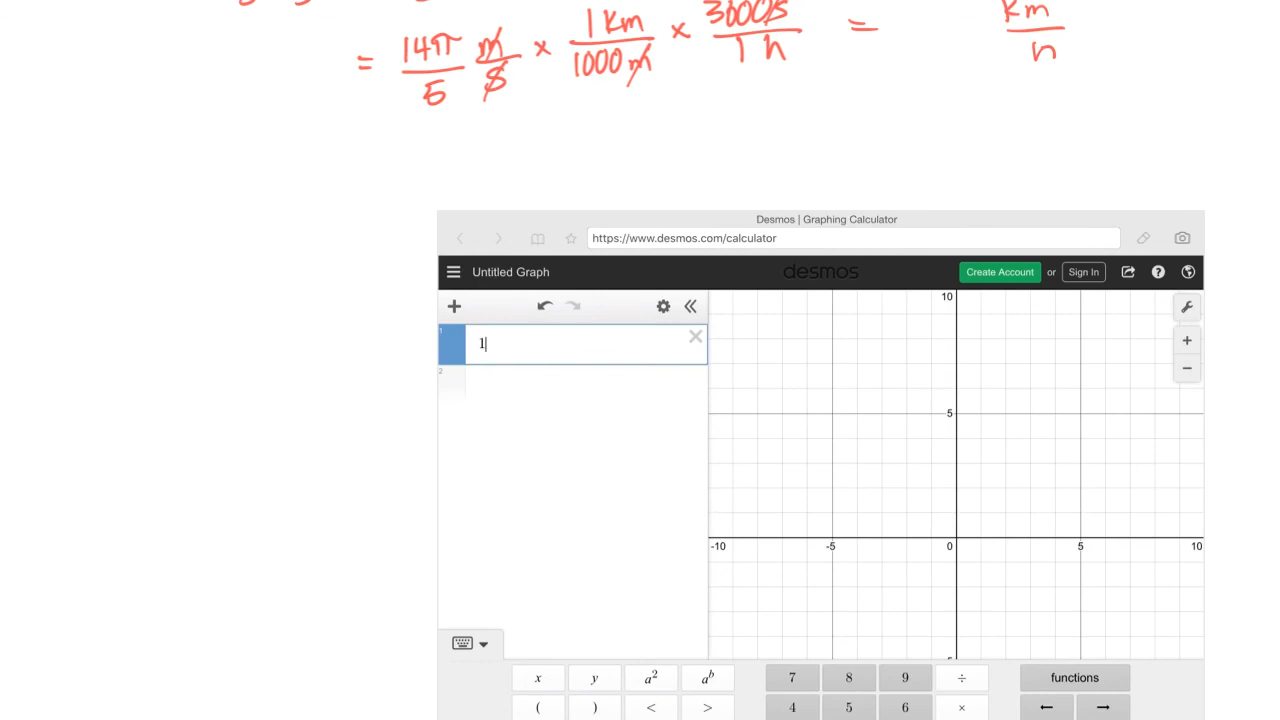 = 14π/5 m/s × 1 km/1000 m × 3600 s/1 h = km/h
Desmos | Graphing Calculator
https://www.desmos.com/calculator
Untitled Graph desmos Create Account or Sign In
1
1
2
10
5
-10 -5 0 5 10
x y a² aᵇ 7 8 9 ÷ functions
( ) < > 4 5 6 × ← →